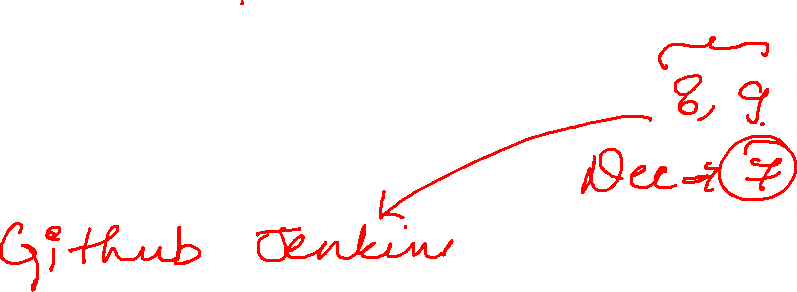 8, 9
Dec → 7
Github Jenkins